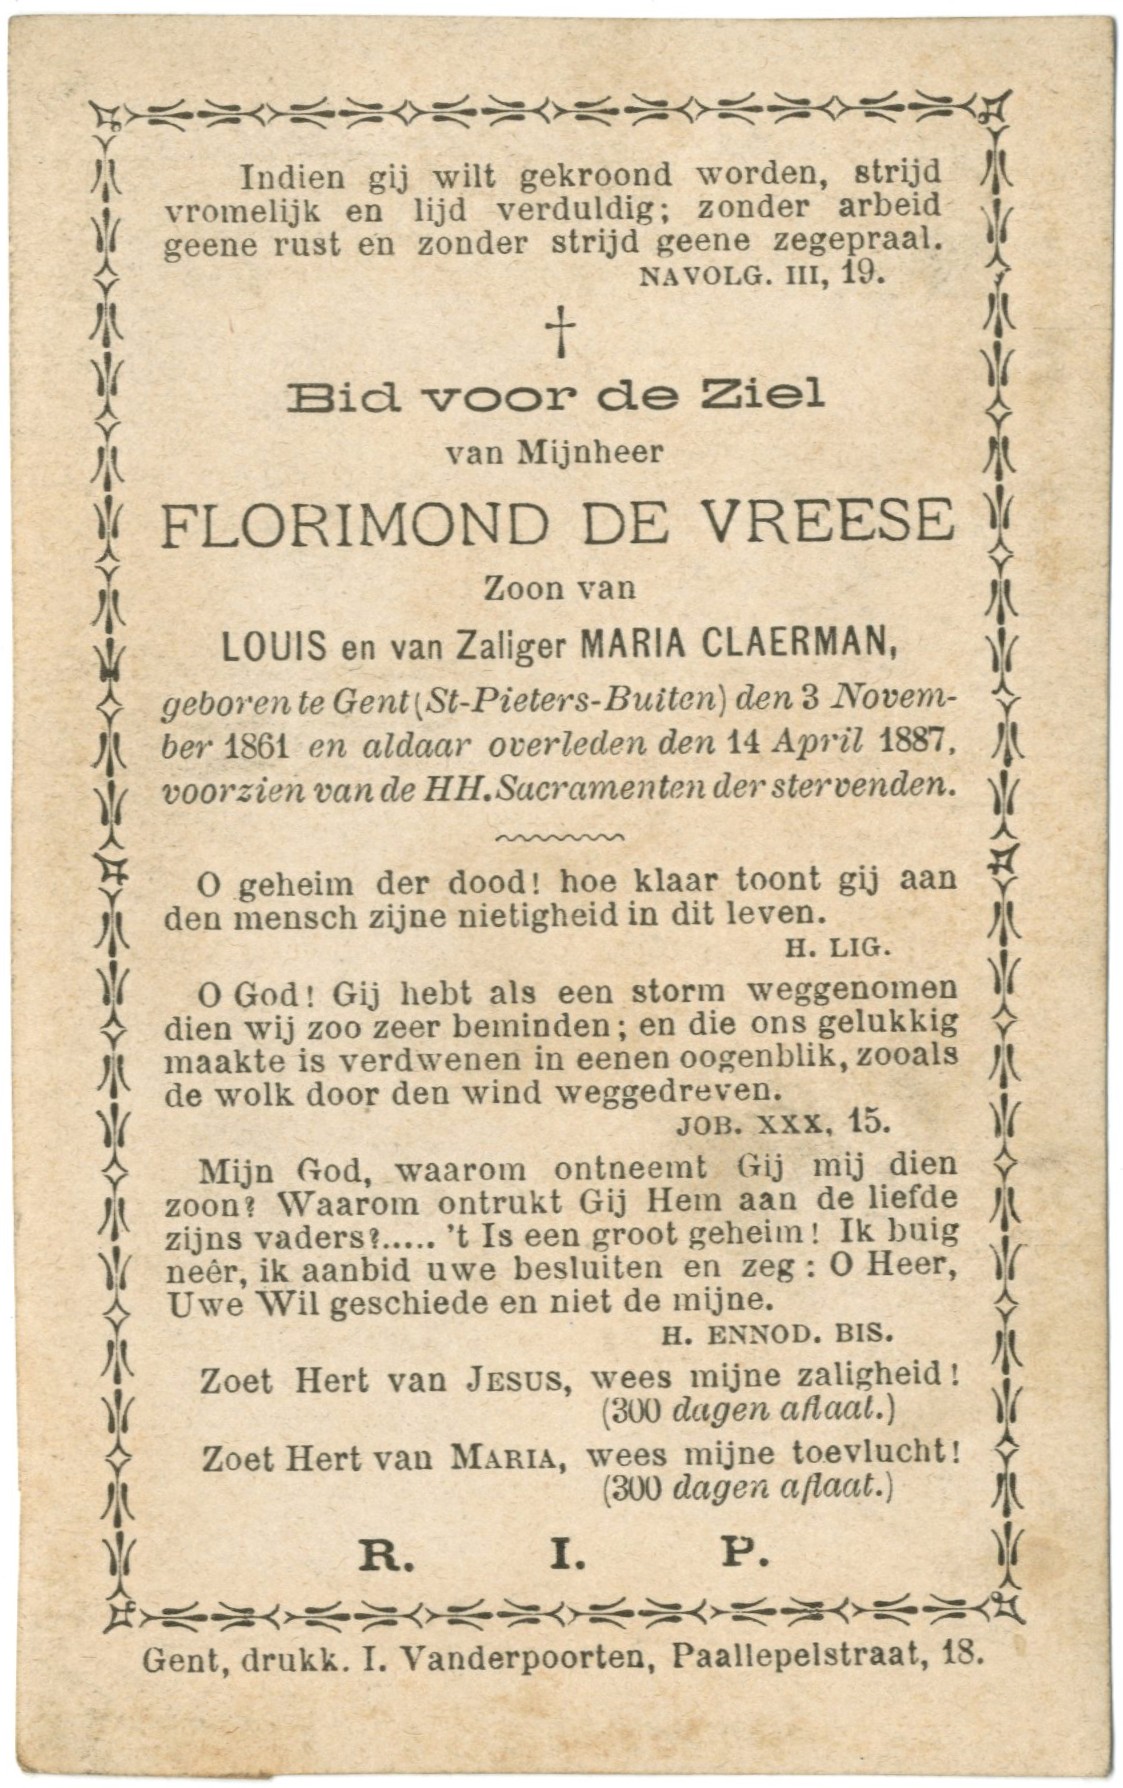 Indien gij wilt gekroond worden, strijd
vromelijk en lijd verduldig; zonder arbeid
geene rust en zonder strijd geene zegepraal.
NAVOLG. III, 19.
†
Bid voor de Ziel
van Mijnheer
FLORIMOND DE VREESE
Zoon van
LOUIS en van Zaliger MARIA CLAERMAN,
geboren te Gent (St-Pieters-Buiten) den 3 Novem-
ber 1861 en aldaar overleden den 14 April 1887,
voorzien van de HH. Sacramenten der stervenden.
O geheim der dood! hoe klaar toont gij aan
den mensch zijne nietigheid in dit leven.
H. LIG.
O God! Gij hebt als een storm weggenomen
dien wij zoo zeer beminden; en die ons gelukkig
maakte is verdwenen in eenen oogenblik, zooals
de wolk door den wind weggedreven.
JOB. XXX, 15.
Mijn God, waarom ontneemt Gij mij dien
zoon? Waarom ontrukt Gij Hem aan de liefde
zijns vaders?..... 't Is een groot geheim! Ik buig
neêr, ik aanbid uwe besluiten en zeg: O Heer,
Uwe Wil geschiede en niet de mijne.
H. ENNOD. BIS.
Zoet Hert van JESUS, wees mijne zaligheid!
(300 dagen aflaat.)
Zoet Hert van MARIA, wees mijne toevlucht!
(300 dagen aflaat.)
R. I. P.
Gent, drukk. I. Vanderpoorten, Paallepelstraat, 18.